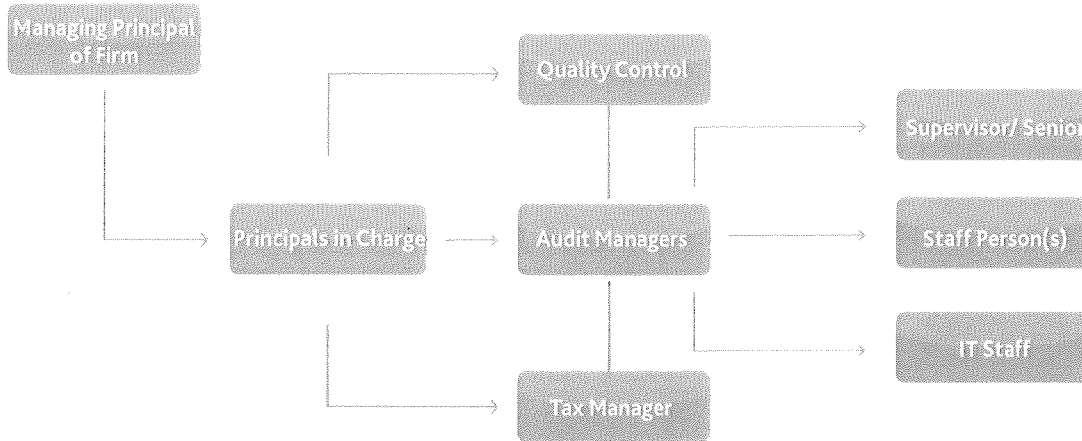 Managing Principal
of Firm
Quality Control
Supervisor/ Senior
Principals in Charge
Audit Managers
Staff Person(s)
IT Staff
Tax Manager